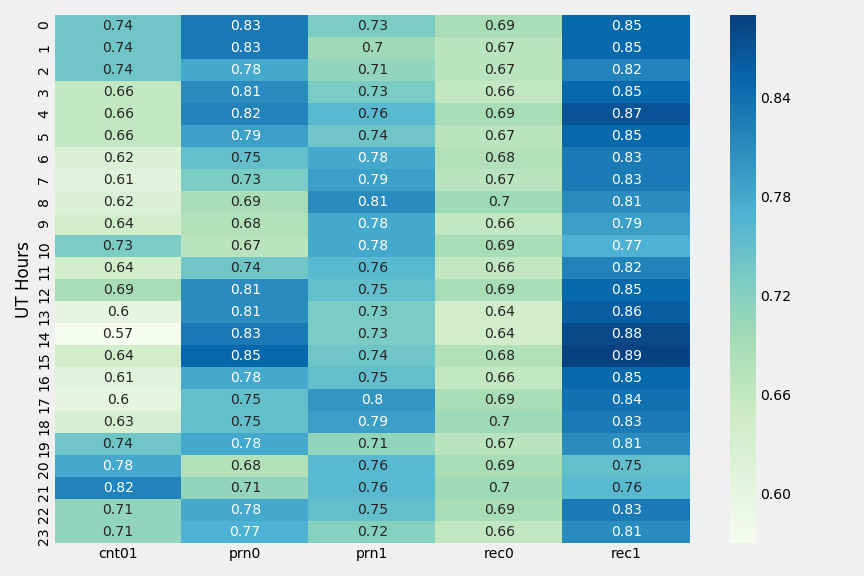 0 0.74 0.83 0.73 0.69 0.85
1 0.74 0.83 0.7 0.67 0.85
2 0.74 0.78 0.71 0.67 0.82
3 0.66 0.81 0.73 0.66 0.85
4 0.66 0.82 0.76 0.69 0.87
5 0.66 0.79 0.74 0.67 0.85
6 0.62 0.75 0.78 0.68 0.83
7 0.61 0.73 0.79 0.67 0.83
8 0.62 0.69 0.81 0.7 0.81
9 0.64 0.68 0.78 0.66 0.79
10 0.73 0.67 0.78 0.69 0.77
11 0.64 0.74 0.76 0.66 0.82
12 0.69 0.81 0.75 0.69 0.85
13 0.6 0.81 0.73 0.64 0.86
14 0.57 0.83 0.73 0.64 0.88
15 0.64 0.85 0.74 0.68 0.89
16 0.61 0.78 0.75 0.66 0.85
17 0.6 0.75 0.8 0.69 0.84
18 0.63 0.75 0.79 0.7 0.83
19 0.74 0.78 0.71 0.67 0.81
20 0.78 0.68 0.76 0.69 0.75
21 0.82 0.71 0.76 0.7 0.76
22 0.71 0.78 0.75 0.69 0.83
23 0.71 0.77 0.72 0.66 0.81
cnt01 prn0 prn1 rec0 rec1
UT Hours
0.84
0.78
0.72
0.66
0.60